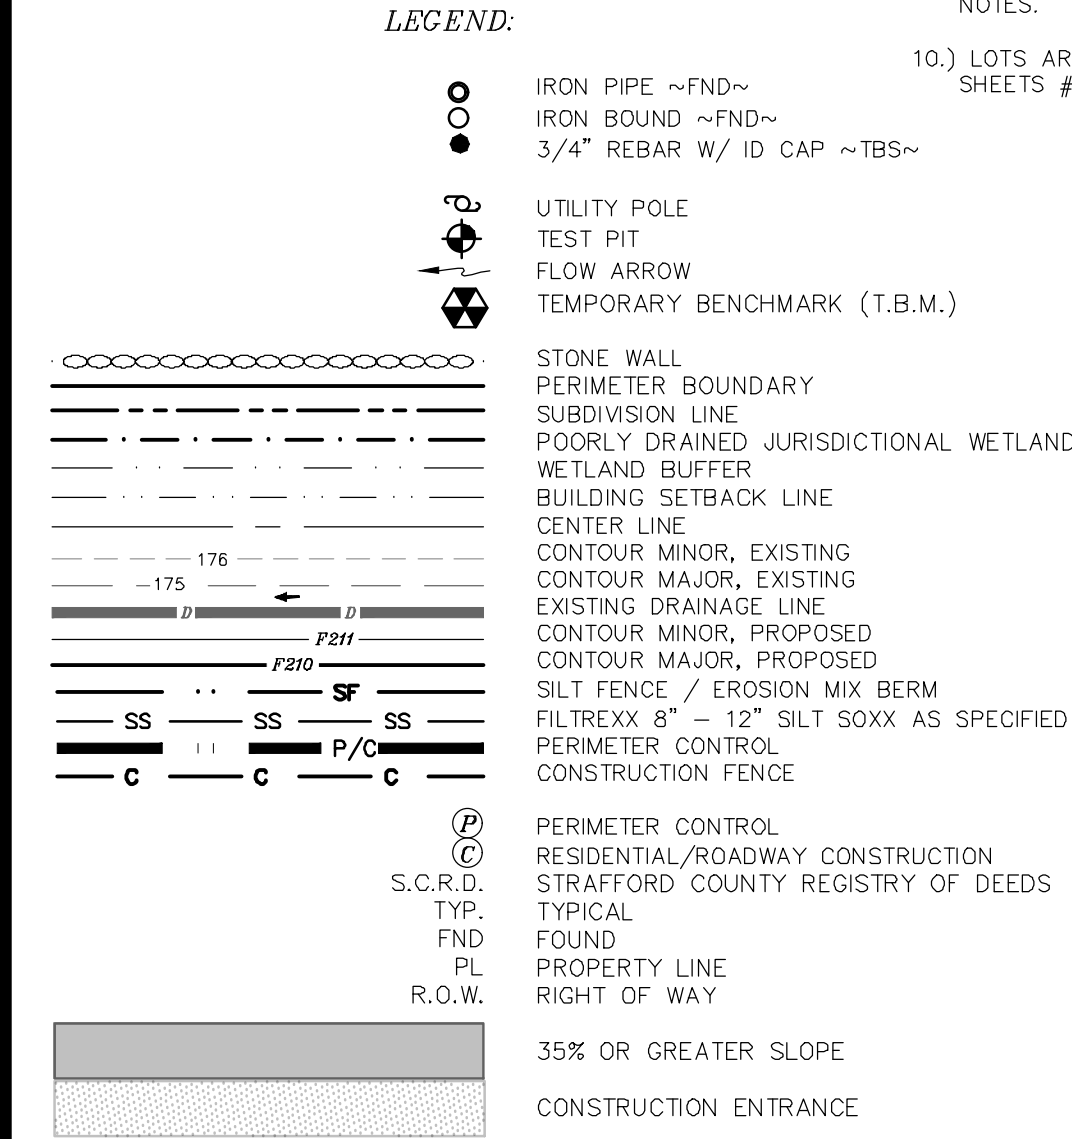 LEGEND:
NOTES.
10.) LOTS AR
SHEETS #
IRON PIPE ~FND~
IRON BOUND ~FND~
3/4" REBAR W/ ID CAP ~TBS~
UTILITY POLE
TEST PIT
FLOW ARROW
TEMPORARY BENCHMARK (T.B.M.)
STONE WALL
PERIMETER BOUNDARY
SUBDIVISION LINE
POORLY DRAINED JURISDICTIONAL WETLAND
WETLAND BUFFER
BUILDING SETBACK LINE
CENTER LINE
176 CONTOUR MINOR, EXISTING
175 CONTOUR MAJOR, EXISTING
D D EXISTING DRAINAGE LINE
F211 CONTOUR MINOR, PROPOSED
F210 CONTOUR MAJOR, PROPOSED
SF SILT FENCE / EROSION MIX BERM
SS SS SS FILTREXX 8" – 12" SILT SOXX AS SPECIFIED
P/C PERIMETER CONTROL
C C C CONSTRUCTION FENCE
P PERIMETER CONTROL
C RESIDENTIAL/ROADWAY CONSTRUCTION
S.C.R.D. STRAFFORD COUNTY REGISTRY OF DEEDS
TYP. TYPICAL
FND FOUND
PL PROPERTY LINE
R.O.W. RIGHT OF WAY
35% OR GREATER SLOPE
CONSTRUCTION ENTRANCE